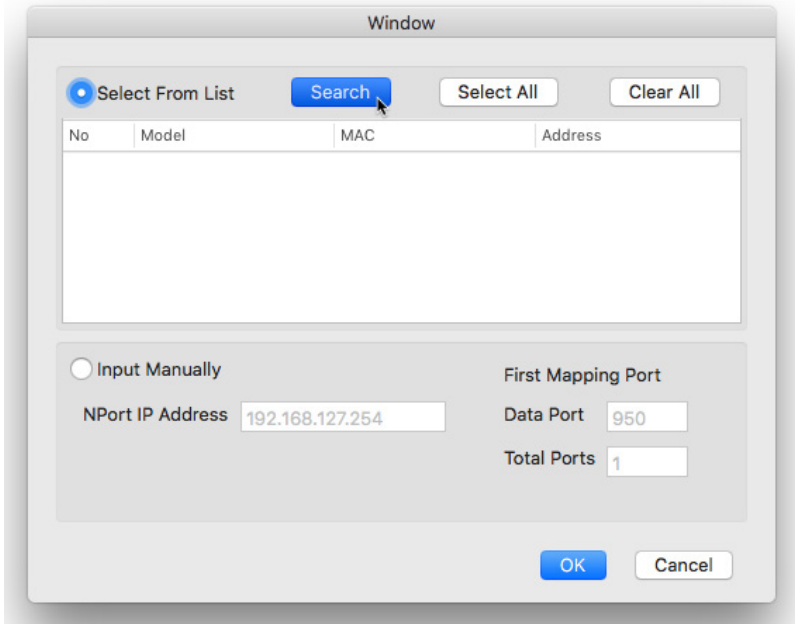 Window
Select From List Search Select All Clear All
No Model MAC Address
Input Manually
First Mapping Port
NPort IP Address 192.168.127.254 Data Port 950
Total Ports 1
OK Cancel